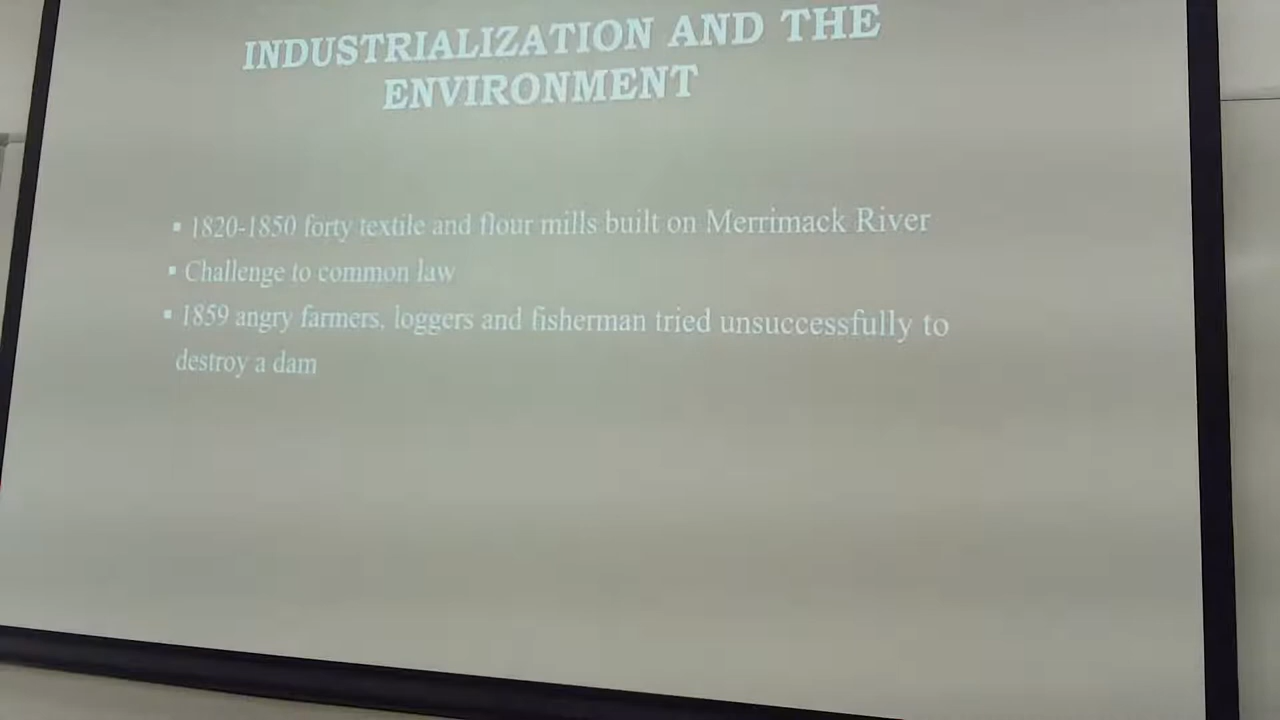 INDUSTRIALIZATION AND THE
ENVIRONMENT
▪ 1820-1850 forty textile and flour mills built on Merrimack River
▪ Challenge to common law
▪ 1859 angry farmers, loggers and fisherman tried unsuccessfully to
destroy a dam